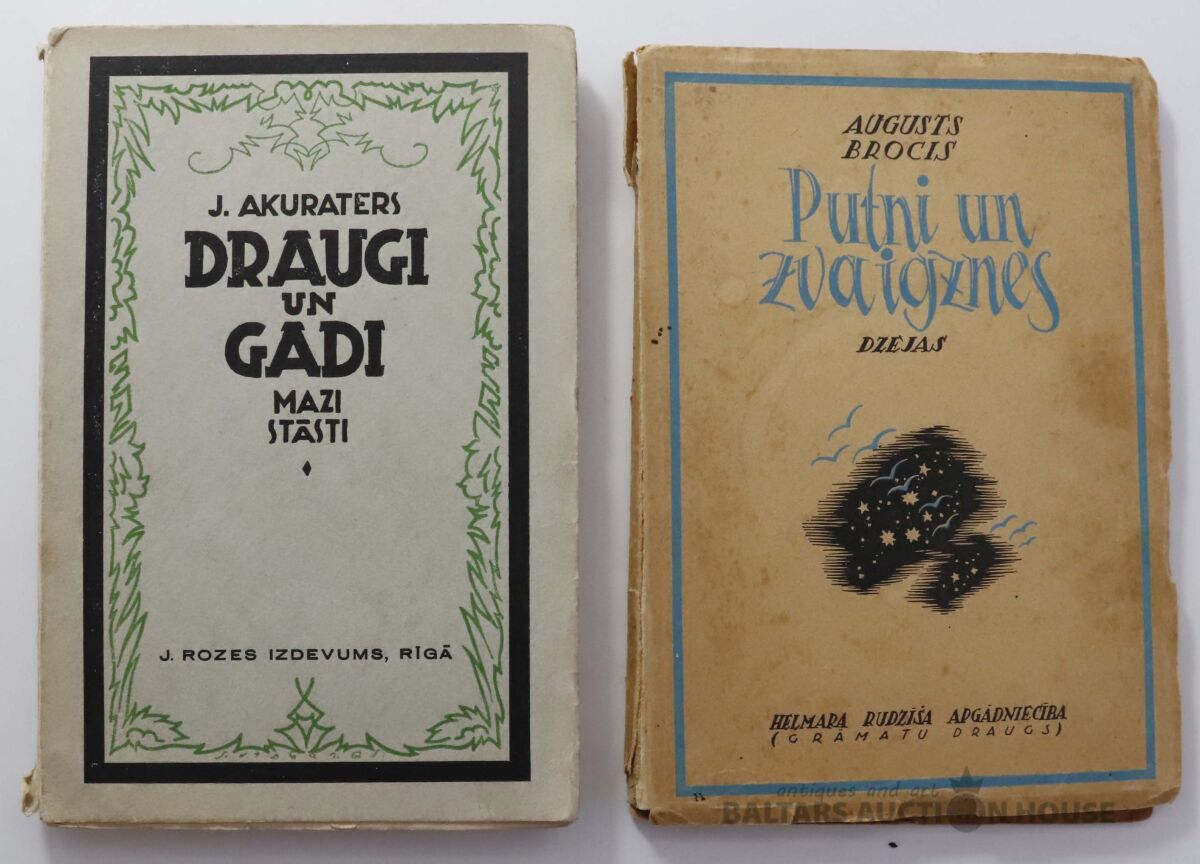 J. AKURATERS
DRAUGI
UN
GADI
MAZI
STĀSTI
J. ROZES IZDEVUMS, RĪGĀ
AUGUSTS
BROCIS
Putni un
zvaigznes
DZEJAS
HELMARA RUDZĪŠA APGĀDNIECĪBA
(GRĀMATU DRAUGS)
antiques and art
BALTARS AUCTION HOUSE